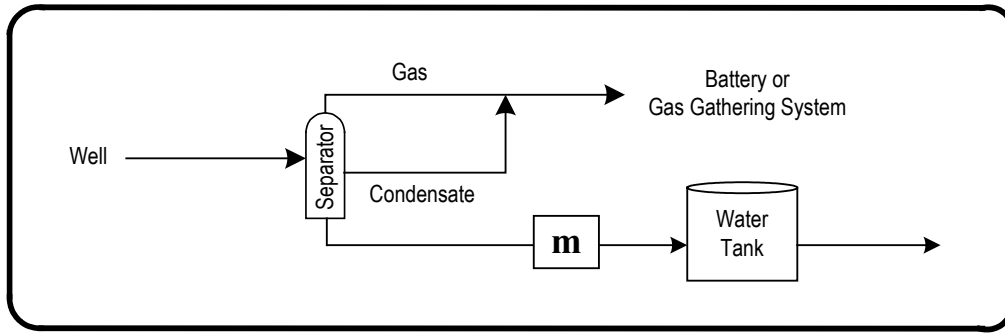 Gas
Battery or
Gas Gathering System
Well
Separator
Condensate
m
Water
Tank